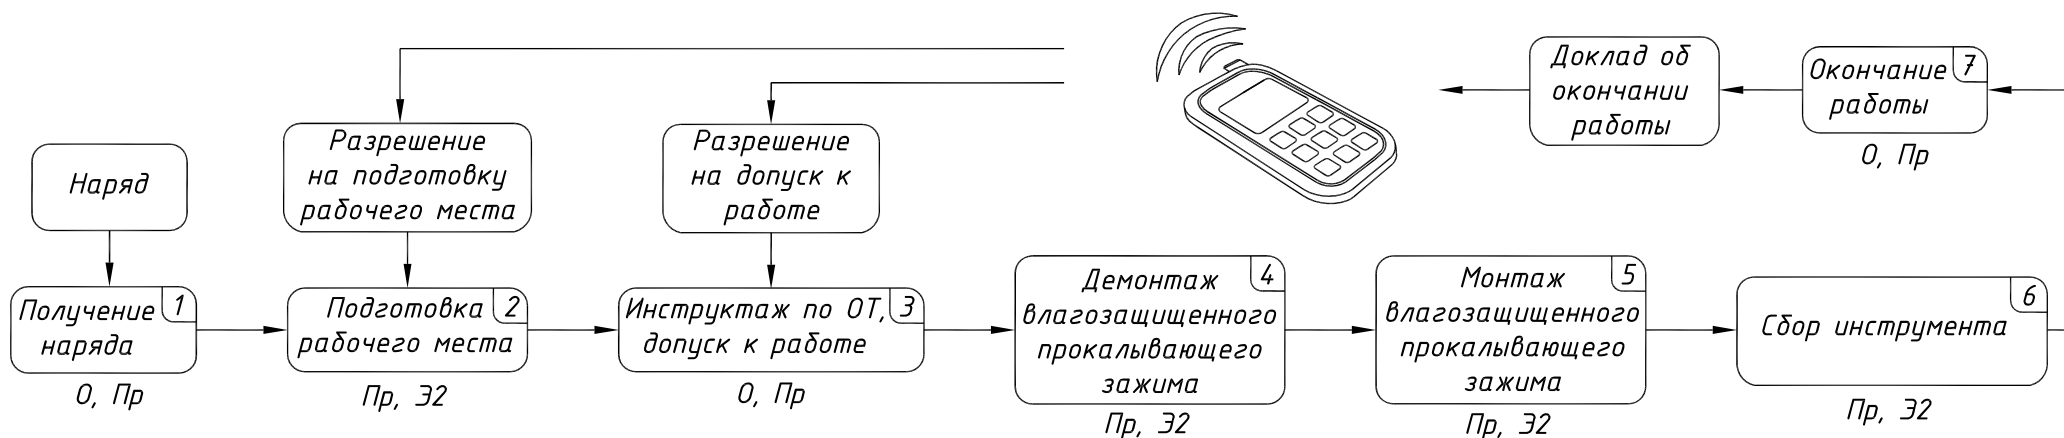 Наряд
Получение
наряда
1
О, Пр
Разрешение
на подготовку
рабочего места
Подготовка
рабочего места
2
Пр, Э2
Разрешение
на допуск к
работе
Инструктаж по ОТ,
допуск к работе
3
О, Пр
Демонтаж
влагозащищенного
прокалывающего
зажима
4
Пр, Э2
Монтаж
влагозащищенного
прокалывающего
зажима
5
Пр, Э2
Сбор инструмента
6
Пр, Э2
Окончание
работы
7
О, Пр
Доклад об
окончании
работы